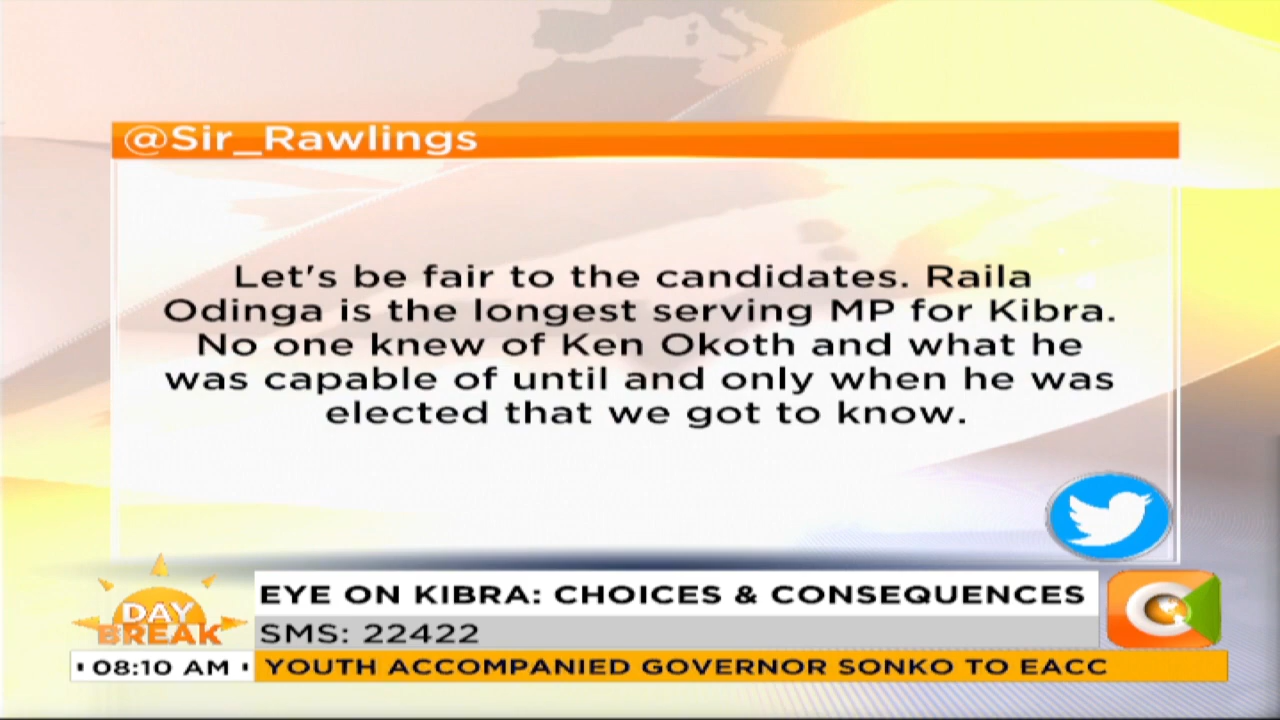 @Sir_Rawlings
Let's be fair to the candidates. Raila
Odinga is the longest serving MP for Kibra.
No one knew of Ken Okoth and what he
was capable of until and only when he was
elected that we got to know.
EYE ON KIBRA: CHOICES & CONSEQUENCES
DAY
BREAK
SMS: 22422
08:10 AM
YOUTH ACCOMPANIED GOVERNOR SONKO TO EACC